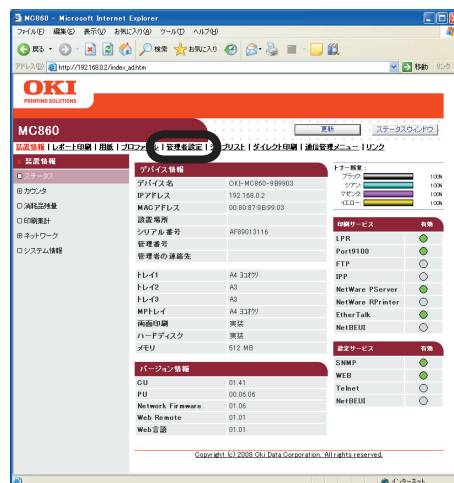 MC860 - Microsoft Internet Explorer
ファイル(F) 編集(E) 表示(V) お気に入り(A) ツール(T) ヘルプ(H)
戻る 検索 お気に入り
アドレス(D) http://192.168.0.2/index_ad.htm 移動 リンク
OKI
PRINTING SOLUTIONS
MC860 更新 ステータスウィンドウ
装置情報 | レポート印刷 | 用紙 | プロファイル | 管理者設定 | ジョブリスト | ダイレクト印刷 | 通信管理メニュー | リンク
装置情報
ステータス
カウンタ
消耗品残量
印刷集計
ネットワーク
システム情報
デバイス情報
デバイス名 OKI-MC860-9B9903
IPアドレス 192.168.0.2
MACアドレス 00:80:87:9B:99:03
設置場所
シリアル番号 AF89013116
管理番号
管理者の連絡先
トレイ1 A4 ヨコオクリ
トレイ2 A3
トレイ3 A3
MPトレイ A4 ヨコオクリ
両面印刷 実装
ハードディスク 実装
メモリ 512 MB
バージョン情報
CU 01.41
PU 00.06.06
Network Firmware 01.06
Web Remote 01.01
Web言語 01.01
トナー残量:
ブラック: 100%
シアン: 100%
マゼンタ: 100%
イエロー: 100%
印刷サービス 有効
LPR
Port9100
FTP
IPP
NetWare PServer
NetWare RPrinter
EtherTalk
NetBEUI
設定サービス 有効
SNMP
WEB
Telnet
NetBEUI
Copyright (c) 2008 Oki Data Corporation. All rights reserved.
インターネット